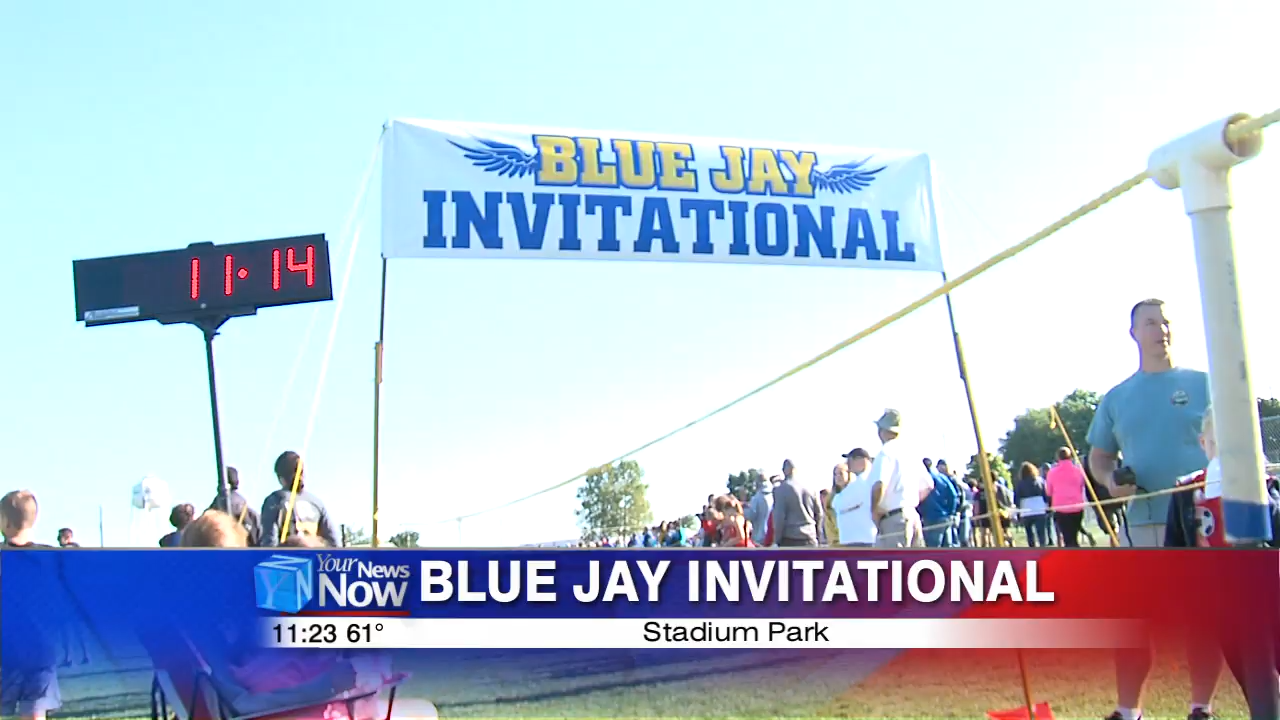 BLUE JAY
INVITATIONAL
11:14
Your News
Now
BLUE JAY INVITATIONAL
11:23 61°
Stadium Park